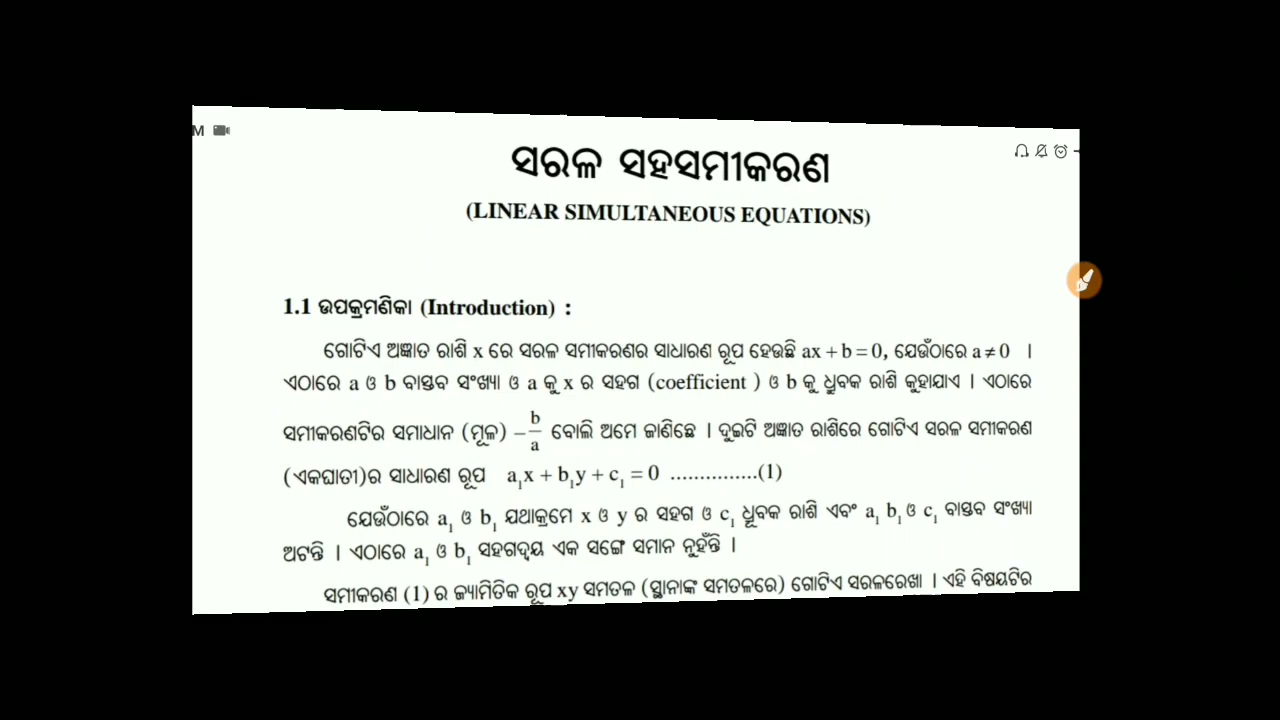 M
ସରଳ ସହସମୀକରଣ
(LINEAR SIMULTANEOUS EQUATIONS)
1.1 ଉପକ୍ରମଣିକା (Introduction) :
ଗୋଟିଏ ଅଜ୍ଞାତ ରାଶି x ରେ ସରଳ ସମୀକରଣର ସାଧାରଣ ରୂପ ହେଉଛି ax + b = 0, ଯେଉଁଠାରେ a ≠ 0 ।
ଏଠାରେ a ଓ b ବାସ୍ତବ ସଂଖ୍ୟା ଓ a କୁ x ର ସହଗ (coefficient ) ଓ b କୁ ଧ୍ରୁବକ ରାଶି କୁହାଯାଏ । ଏଠାରେ
ସମୀକରଣଟିର ସମାଧାନ (ମୂଳ) −b/a ବୋଲି ଅମେ ଜାଣିଛେ । ଦୁଇଟି ଅଜ୍ଞାତ ରାଶିରେ ଗୋଟିଏ ସରଳ ସମୀକରଣ
(ଏକଘାତୀ)ର ସାଧାରଣ ରୂପ a₁x + b₁y + c₁ = 0 ...............(1)
ଯେଉଁଠାରେ a₁ ଓ b₁ ଯଥାକ୍ରମେ x ଓ y ର ସହଗ ଓ c₁ ଧ୍ରୁବକ ରାଶି ଏବଂ a₁ b₁ ଓ c₁ ବାସ୍ତବ ସଂଖ୍ୟା
ଅଟନ୍ତି । ଏଠାରେ a₁ ଓ b₁ ସହଗଦ୍ୱୟ ଏକ ସଙ୍ଗେ ସମାନ ନୁହଁନ୍ତି ।
ସମୀକରଣ (1) ର ଜ୍ୟାମିତିକ ରୂପ xy ସମତଳ (ସ୍ଥାନାଙ୍କ ସମତଳରେ) ଗୋଟିଏ ସରଳରେଖା । ଏହି ବିଷୟଟିର